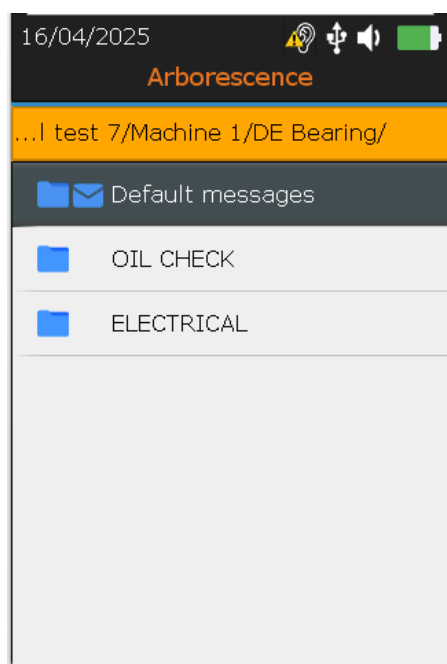 16/04/2025
Arborescence
...l test 7/Machine 1/DE Bearing/
Default messages
OIL CHECK
ELECTRICAL